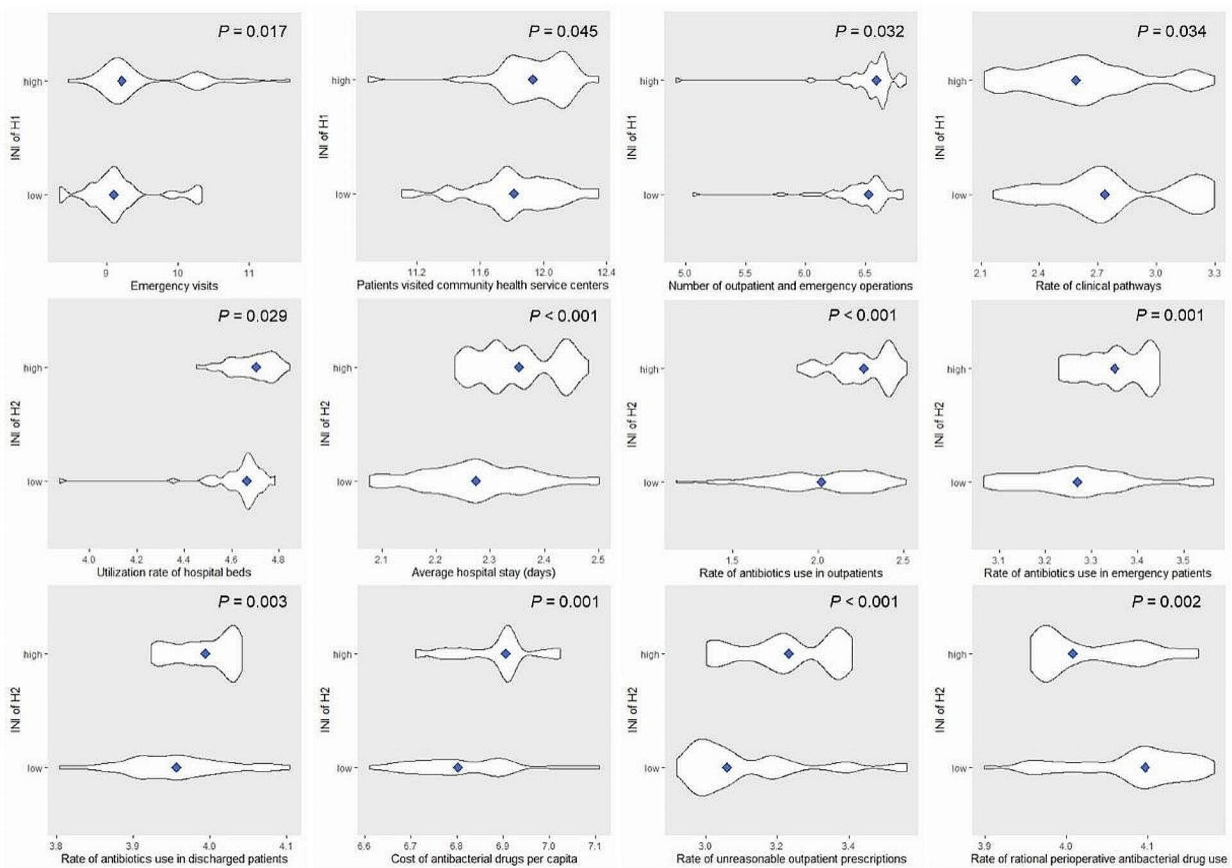 P = 0.017
high
low
INI of H1
9 10 11
Emergency visits
P = 0.045
high
low
INI of H1
11.2 11.6 12.0 12.4
Patients visited community health service centers
P = 0.032
high
low
INI of H1
5.0 5.5 6.0 6.5
Number of outpatient and emergency operations
P = 0.034
high
low
INI of H1
2.1 2.4 2.7 3.0 3.3
Rate of clinical pathways
P = 0.029
high
low
INI of H2
4.0 4.2 4.4 4.6 4.8
Utilization rate of hospital beds
P < 0.001
high
low
INI of H2
2.1 2.2 2.3 2.4 2.5
Average hospital stay (days)
P < 0.001
high
low
INI of H2
1.5 2.0 2.5
Rate of antibiotics use in outpatients
P = 0.001
high
low
INI of H2
3.1 3.2 3.3 3.4 3.5
Rate of antibiotics use in emergency patients
P = 0.003
high
low
INI of H2
3.8 3.9 4.0 4.1
Rate of antibiotics use in discharged patients
P = 0.001
high
low
INI of H2
6.6 6.7 6.8 6.9 7.0 7.1
Cost of antibacterial drugs per capita
P < 0.001
high
low
INI of H2
3.0 3.2 3.4
Rate of unreasonable outpatient prescriptions
P = 0.002
high
low
INI of H2
3.9 4.0 4.1
Rate of rational perioperative antibacterial drug use